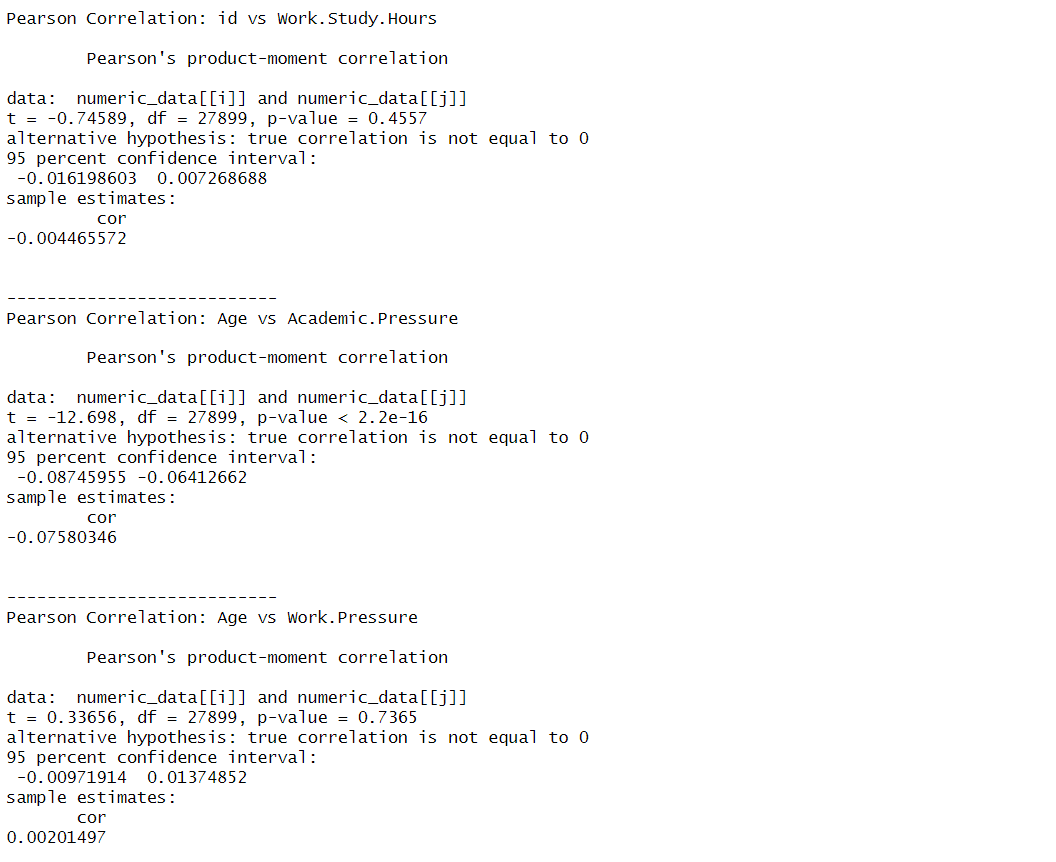 Pearson Correlation: id vs Work.Study.Hours
Pearson's product-moment correlation
data:  numeric_data[[i]] and numeric_data[[j]]
t = -0.74589, df = 27899, p-value = 0.4557
alternative hypothesis: true correlation is not equal to 0
95 percent confidence interval:
-0.016198603  0.007268688
sample estimates:
cor
-0.004465572
---------------------------
Pearson Correlation: Age vs Academic.Pressure
Pearson's product-moment correlation
data:  numeric_data[[i]] and numeric_data[[j]]
t = -12.698, df = 27899, p-value < 2.2e-16
alternative hypothesis: true correlation is not equal to 0
95 percent confidence interval:
-0.08745955 -0.06412662
sample estimates:
cor
-0.07580346
---------------------------
Pearson Correlation: Age vs Work.Pressure
Pearson's product-moment correlation
data:  numeric_data[[i]] and numeric_data[[j]]
t = 0.33656, df = 27899, p-value = 0.7365
alternative hypothesis: true correlation is not equal to 0
95 percent confidence interval:
-0.00971914  0.01374852
sample estimates:
cor
0.00201497